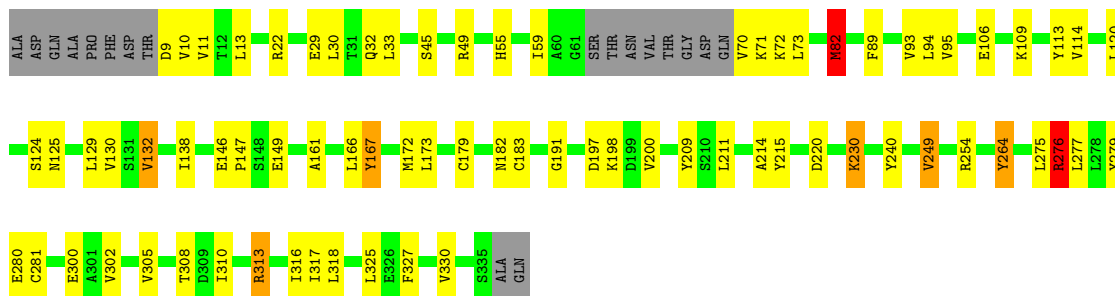 ALA ASP GLN ALA PRO PHE ASP THR D9 V10 V11 T12 L13 R22 E29 L30 T31 Q32 L33 S45 R49 H55 I59 A60 G61 SER THR ASN VAL THR GLY ASP GLN V70 K71 K72 L73 M82 F89 V93 L94 V95 E106 K109 Y113 V114 L120
S124 N125 L129 V130 S131 V132 I138 E146 P147 S148 E149 A161 L166 Y167 M172 L173 C179 N182 C183 G191 D197 K198 D199 V200 Y209 S210 L211 A214 Y215 D220 K230 Y240 V249 R254 Y264 L275 R276 L277 L278 Y279
E280 C281 E300 A301 V302 V305 T308 D309 I310 R313 I316 I317 L318 L325 E326 F327 V330 S335 ALA GLN